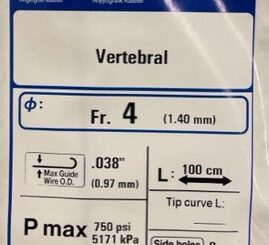 Vertebral
Φ:
Fr. 4 (1.40 mm)
Max Guide
Wire O.D.
.038"
(0.97 mm)
L: 100 cm
Tip curve L:
P max 750 psi
5171 kPa
Side holes